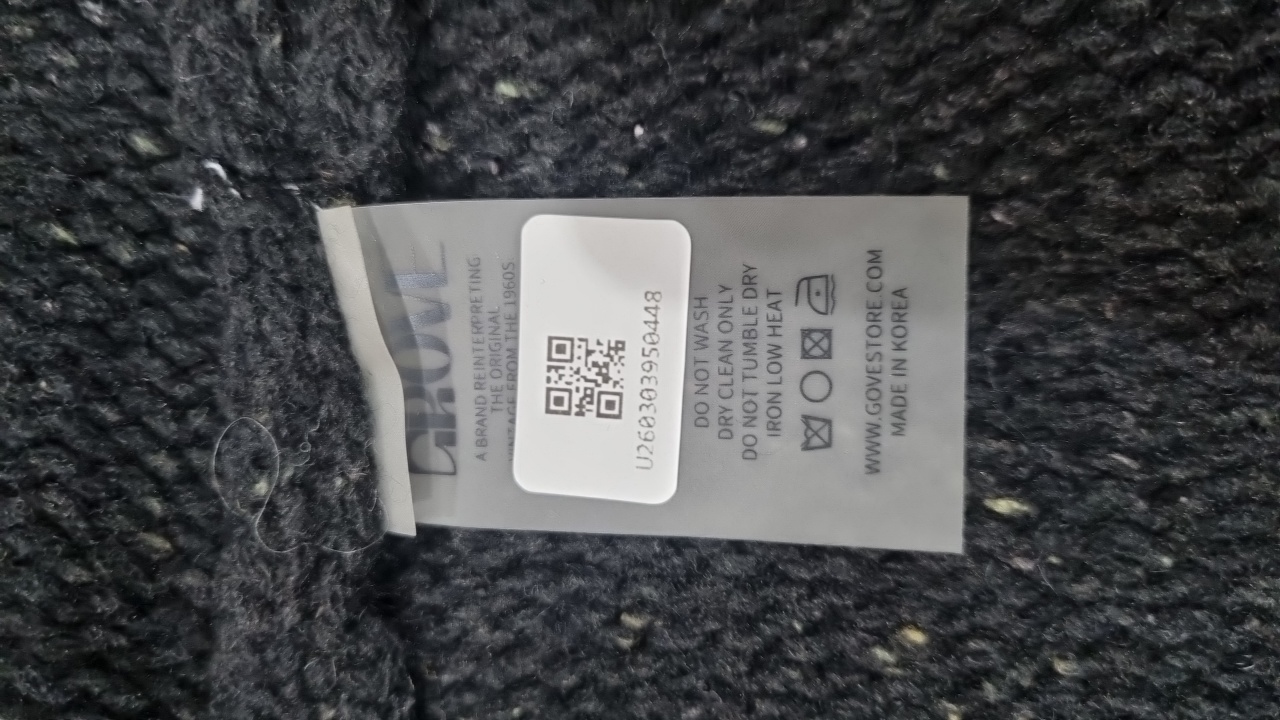 GROVE
A BRAND REINTERPRETING
THE ORIGINAL
VINTAGE FROM THE 1960S
U260303950448
DO NOT WASH
DRY CLEAN ONLY
DO NOT TUMBLE DRY
IRON LOW HEAT
WWW.GOVESTORE.COM
MADE IN KOREA